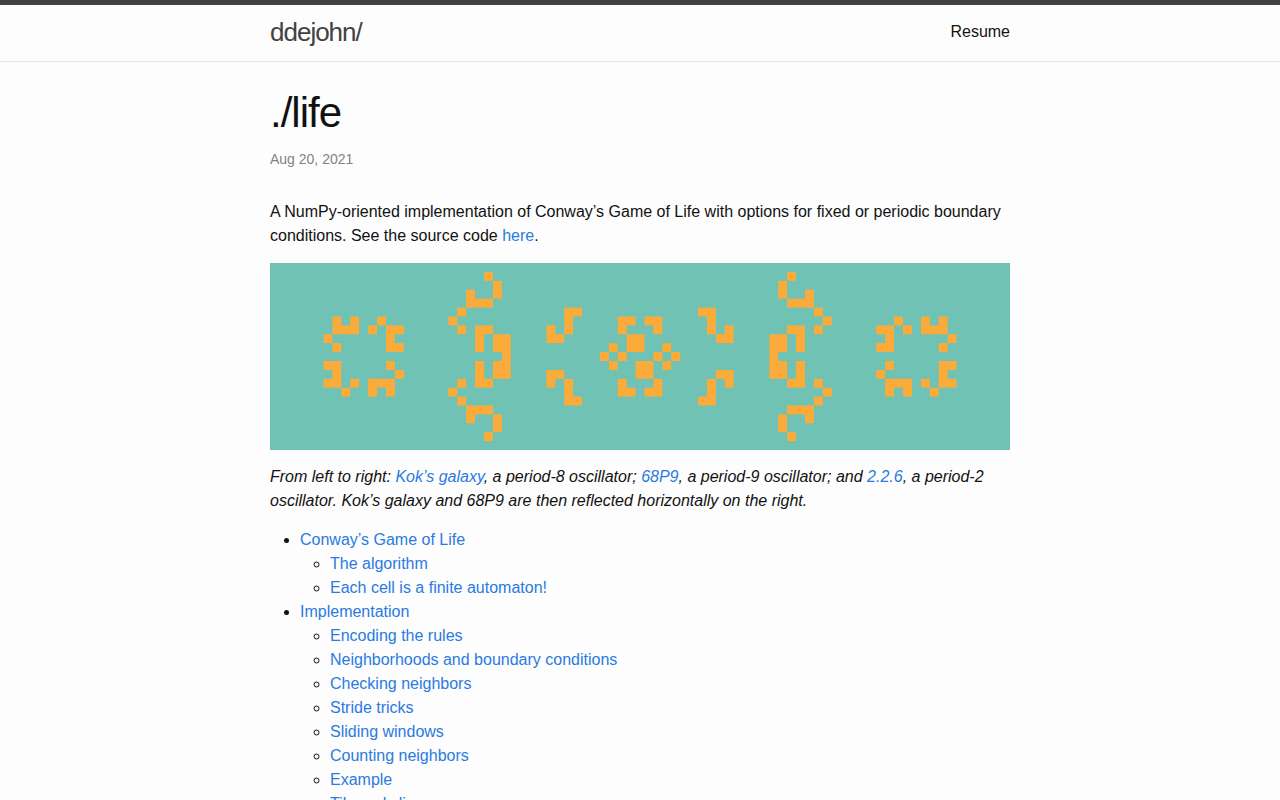 ddejohn/
Resume
./life
Aug 20, 2021
A NumPy-oriented implementation of Conway’s Game of Life with options for fixed or periodic boundary
conditions. See the source code here.
From left to right: Kok’s galaxy, a period-8 oscillator; 68P9, a period-9 oscillator; and 2.2.6, a period-2
oscillator. Kok’s galaxy and 68P9 are then reflected horizontally on the right.
Conway’s Game of Life
The algorithm
Each cell is a finite automaton!
Implementation
Encoding the rules
Neighborhoods and boundary conditions
Checking neighbors
Stride tricks
Sliding windows
Counting neighbors
Example